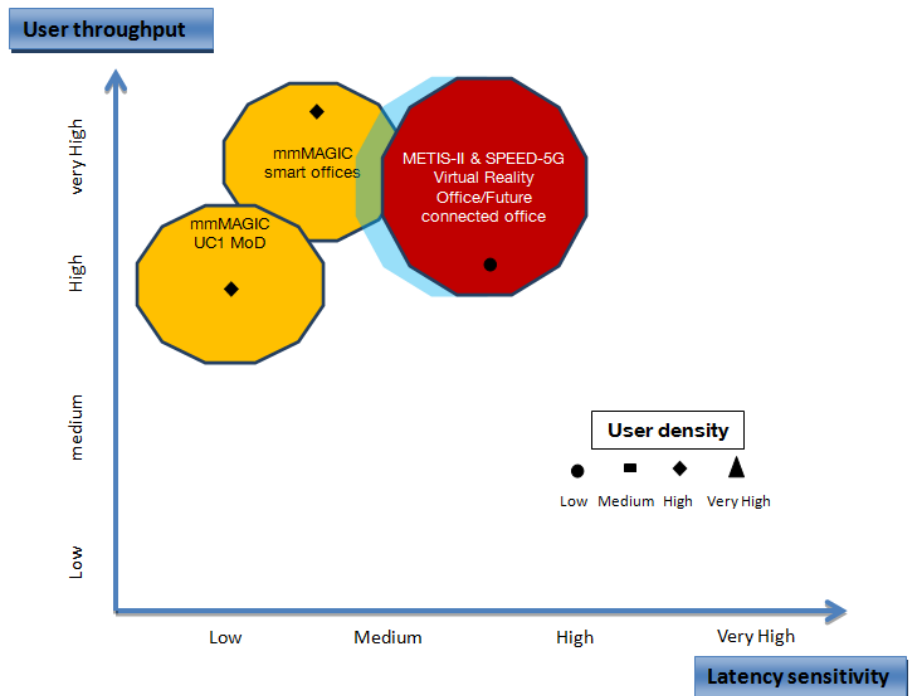 User throughput
very High
High
medium
Low
mmMAGIC
smart offices
METIS-II & SPEED-5G
Virtual Reality
Office/Future
connected office
mmMAGIC
UC1 MoD
User density
Low Medium High Very High
Low Medium High Very High
Latency sensitivity